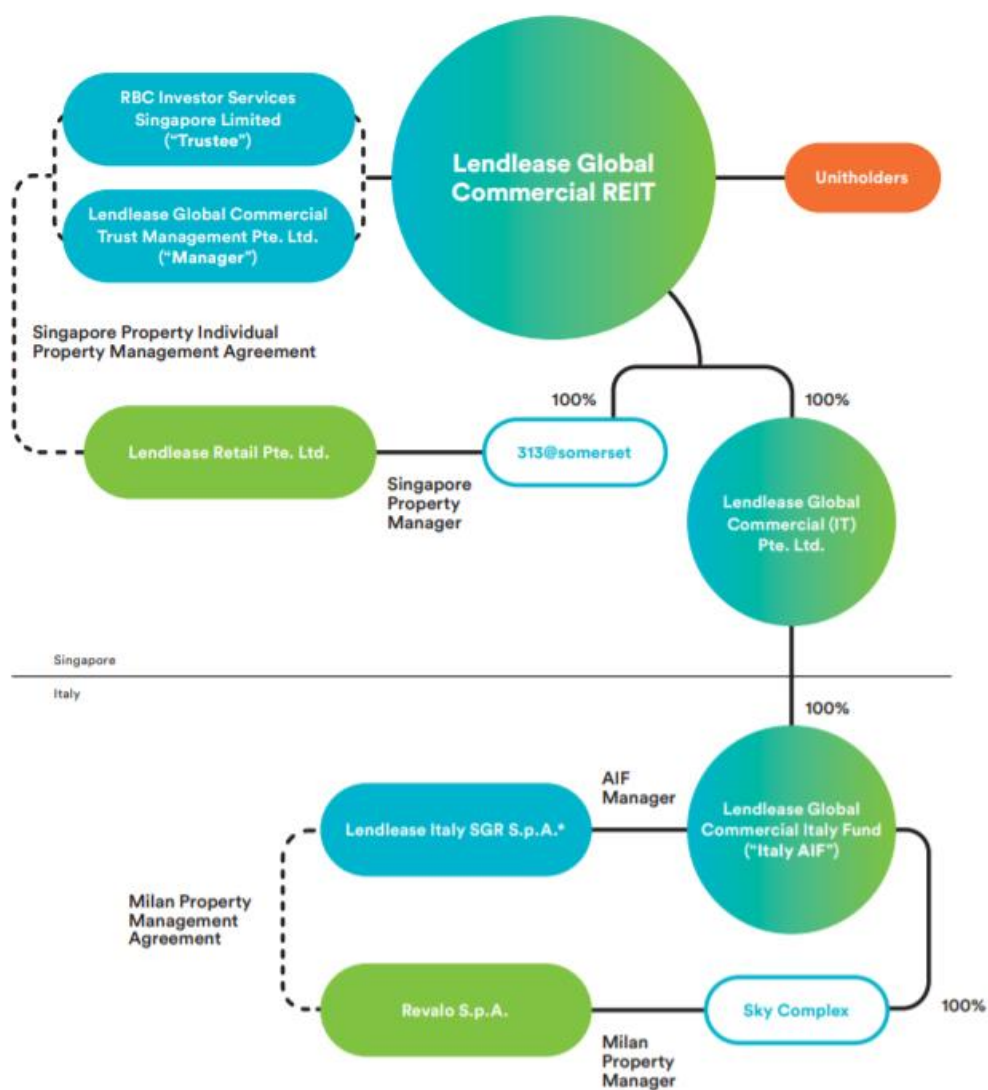 RBC Investor Services
Singapore Limited
(“Trustee”)
Lendlease Global
Commercial REIT
Unitholders
Lendlease Global Commercial
Trust Management Pte. Ltd.
(“Manager”)
Singapore Property Individual
Property Management Agreement
100%
100%
Lendlease Retail Pte. Ltd.
313@somerset
Singapore
Property
Manager
Lendlease Global
Commercial (IT)
Pte. Ltd.
Singapore
Italy
100%
AIF
Manager
Lendlease Italy SGR S.p.A.*
Lendlease Global
Commercial Italy Fund
(“Italy AIF”)
Milan Property
Management
Agreement
Revalo S.p.A.
Sky Complex
100%
Milan
Property
Manager